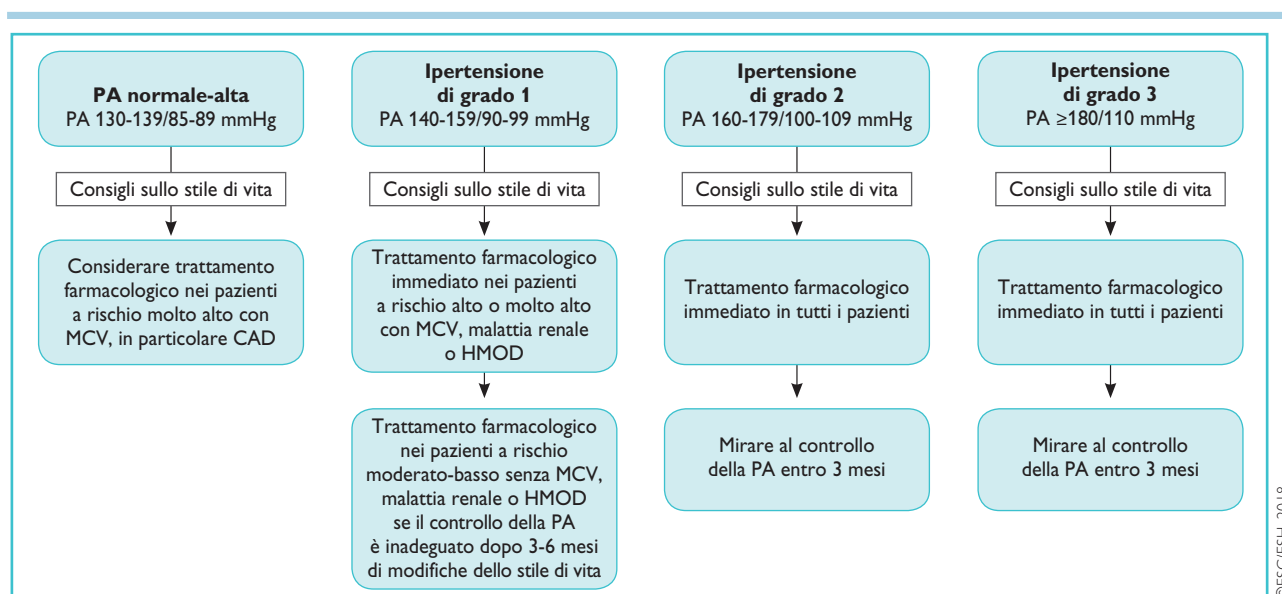 PA normale-alta
PA 130-139/85-89 mmHg
Consigli sullo stile di vita
Considerare trattamento
farmacologico nei pazienti
a rischio molto alto con
MCV, in particolare CAD
Ipertensione
di grado 1
PA 140-159/90-99 mmHg
Consigli sullo stile di vita
Trattamento farmacologico
immediato nei pazienti
a rischio alto o molto alto
con MCV, malattia renale
o HMOD
Trattamento farmacologico
nei pazienti a rischio
moderato-basso senza MCV,
malattia renale o HMOD
se il controllo della PA
è inadeguato dopo 3-6 mesi
di modifiche dello stile di vita
Ipertensione
di grado 2
PA 160-179/100-109 mmHg
Consigli sullo stile di vita
Trattamento farmacologico
immediato in tutti i pazienti
Mirare al controllo
della PA entro 3 mesi
Ipertensione
di grado 3
PA ≥180/110 mmHg
Consigli sullo stile di vita
Trattamento farmacologico
immediato in tutti i pazienti
Mirare al controllo
della PA entro 3 mesi
©ESC/ESH 2018